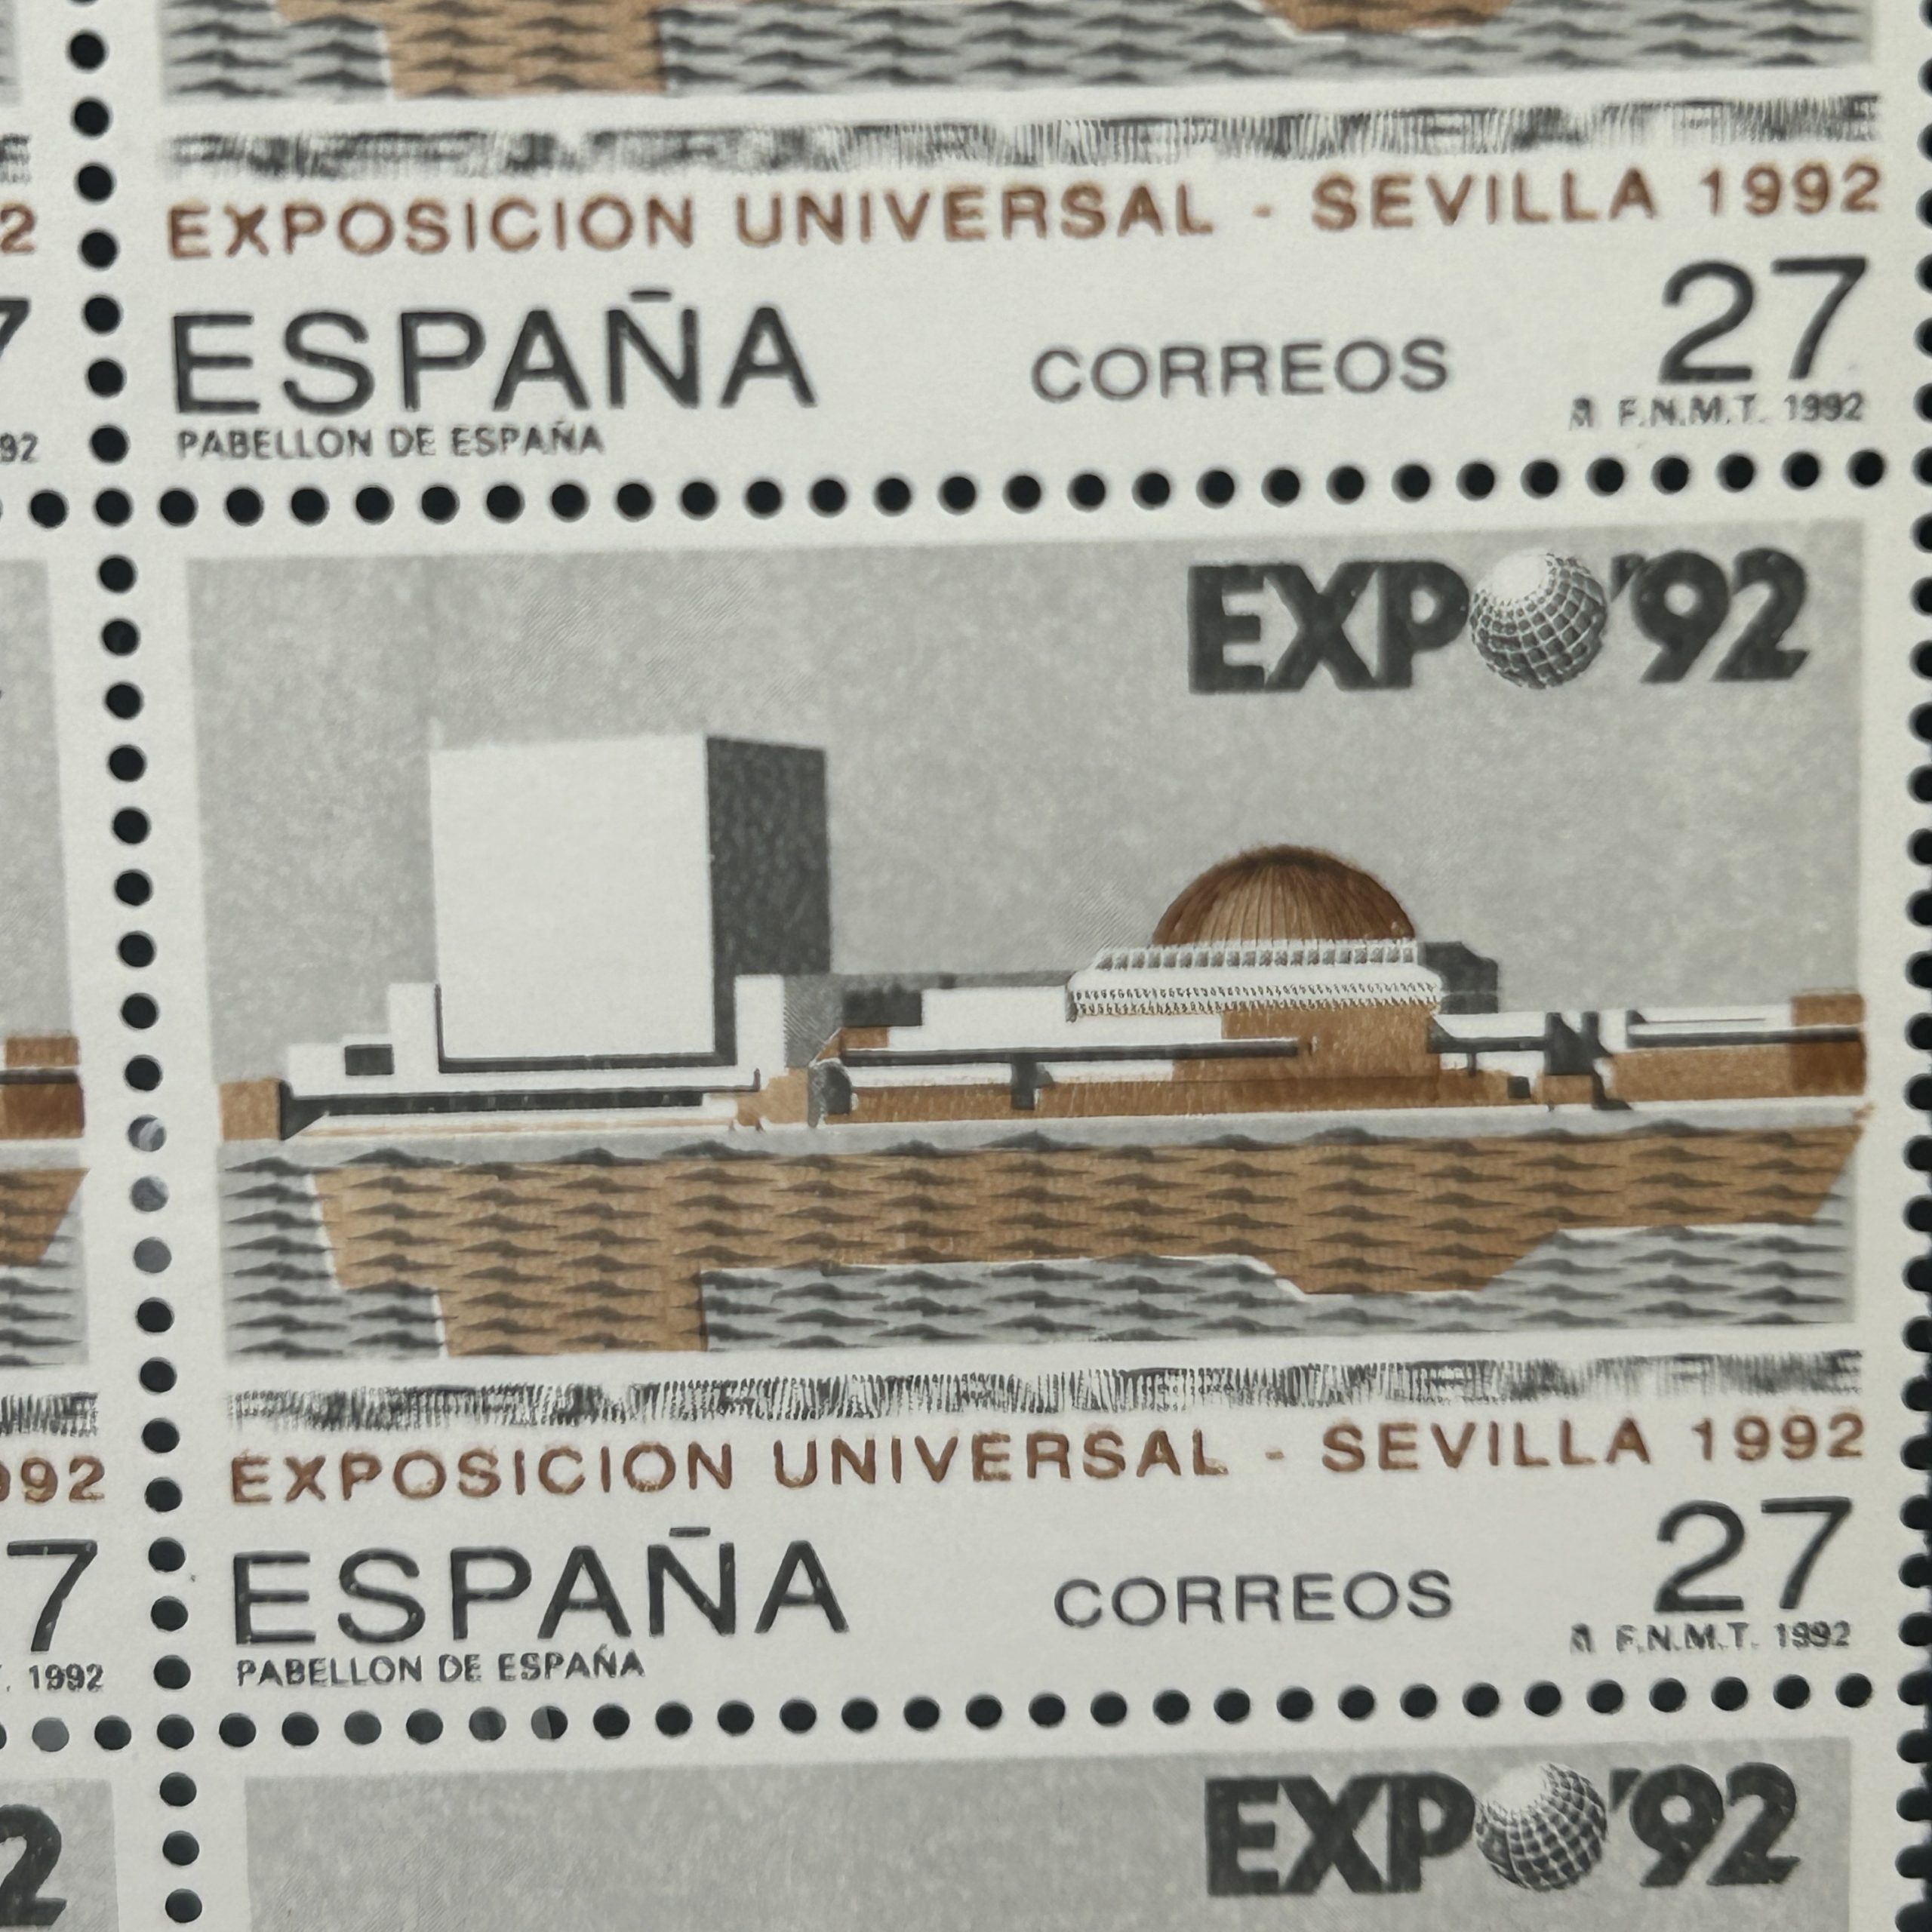 EXPOSICION UNIVERSAL - SEVILLA 1992
ESPAÑA CORREOS 27
PABELLON DE ESPAÑA F.N.M.T. 1992
EXPO'92
EXPOSICION UNIVERSAL - SEVILLA 1992
ESPAÑA CORREOS 27
PABELLON DE ESPAÑA F.N.M.T. 1992
EXPO'92